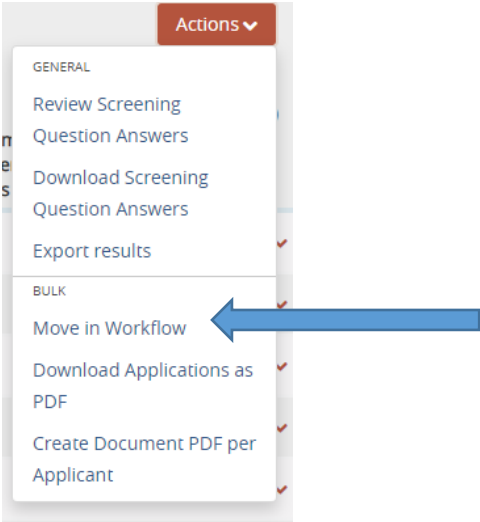 Actions
GENERAL
Review Screening
Question Answers
Download Screening
Question Answers
Export results
BULK
Move in Workflow
Download Applications as
PDF
Create Document PDF per
Applicant